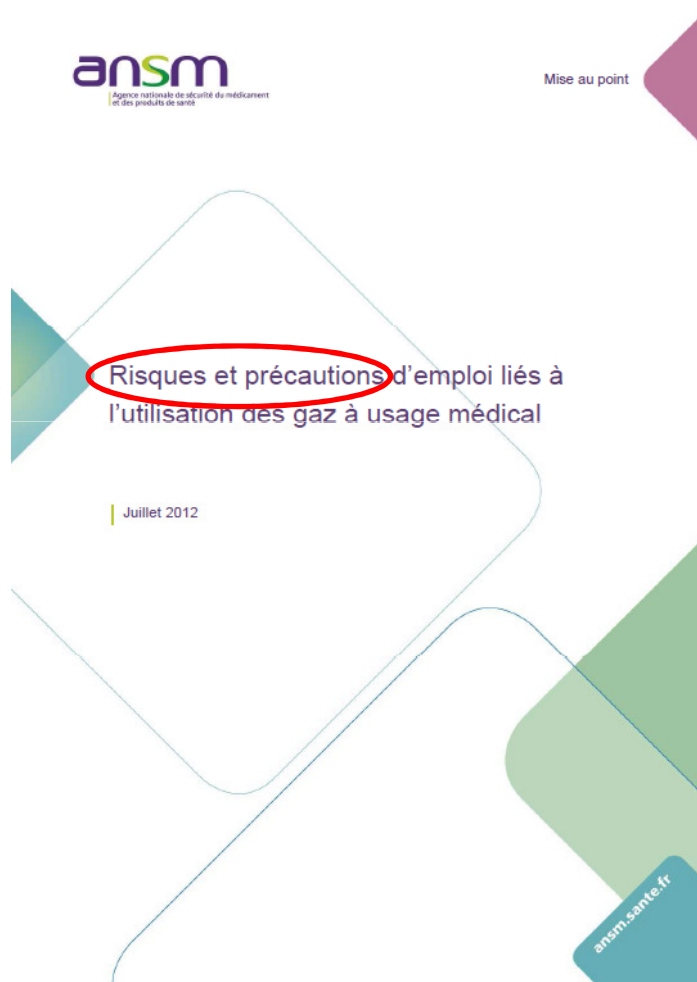 ansm
Agence nationale de sécurité du médicament
et des produits de santé
Mise au point
Risques et précautions d'emploi liés à
l'utilisation des gaz à usage médical
Juillet 2012
ansm.sante.fr